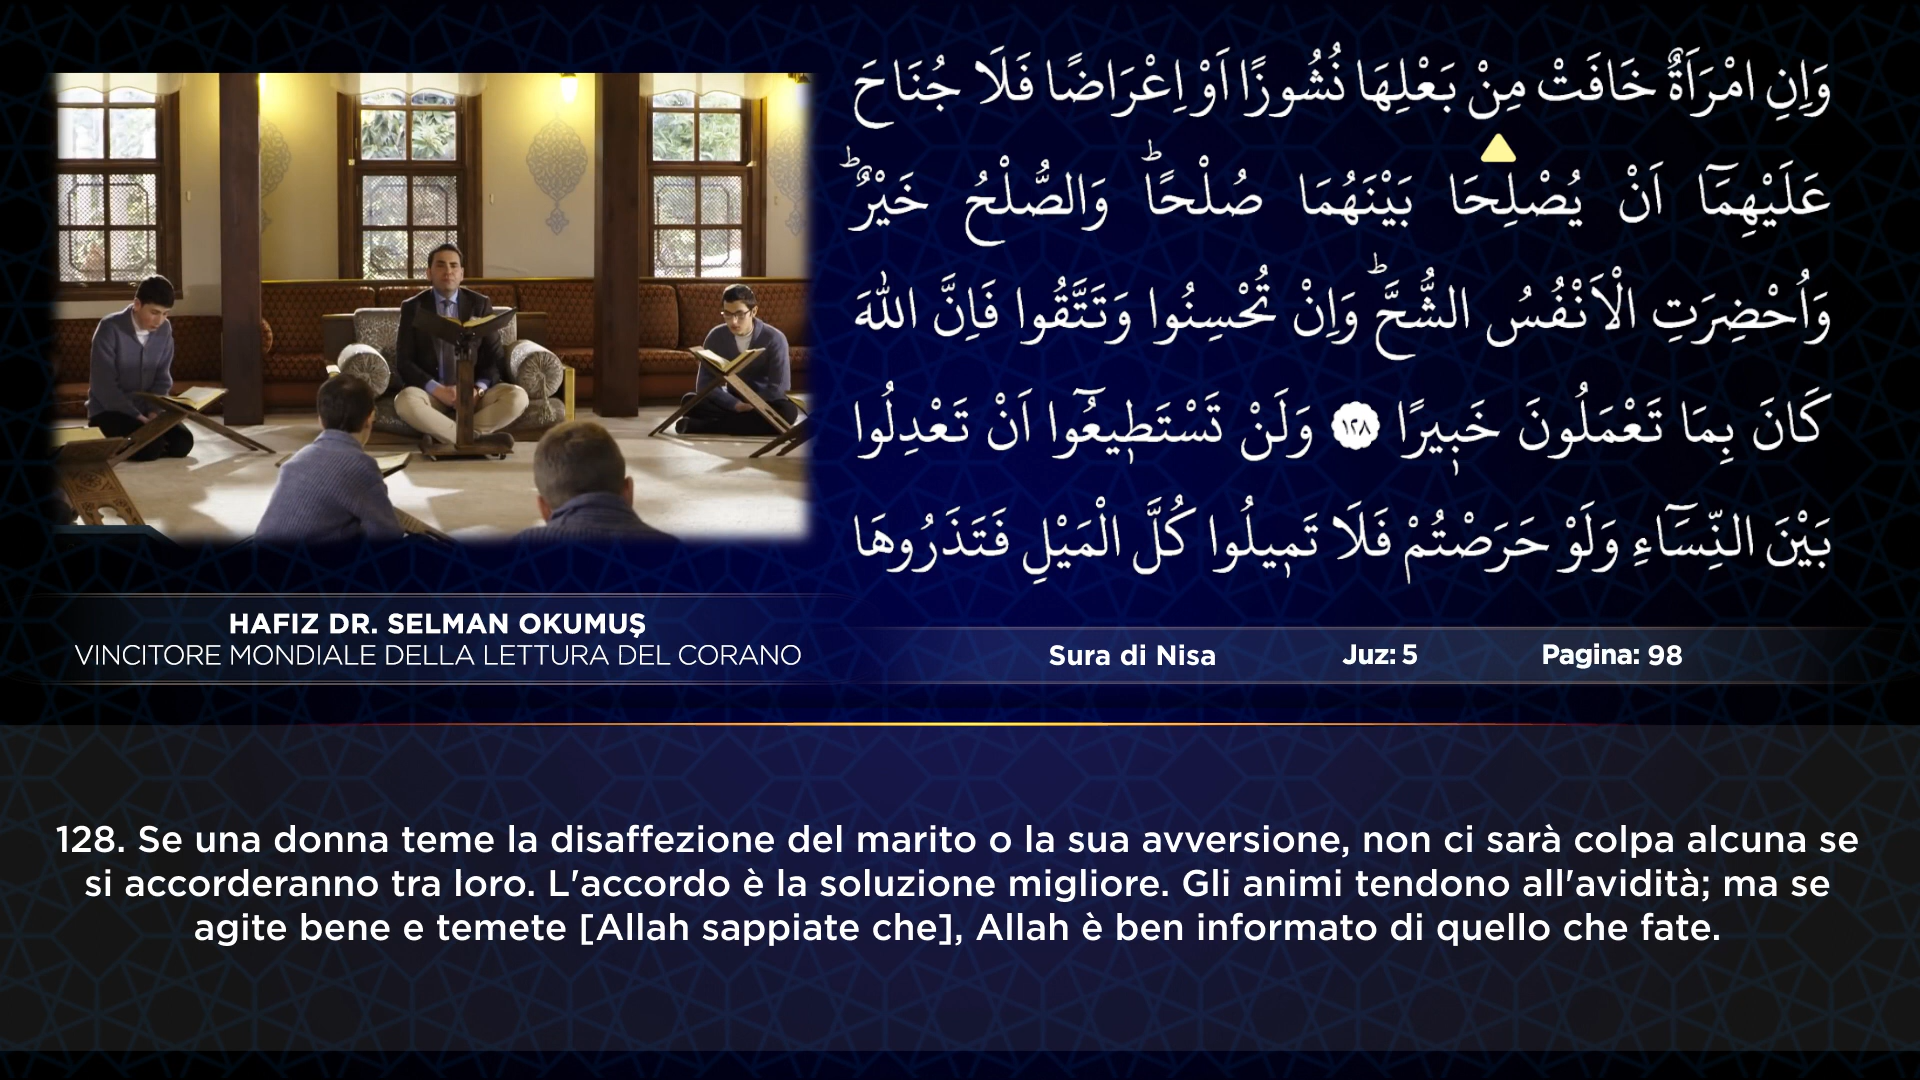 وَاِنِ امْرَاَةٌ خَافَتْ مِنْ بَعْلِهَا نُشُوزًا اَوْ اِعْرَاضًا فَلَا جُنَاحَ
عَلَيْهِمَٓا اَنْ يُصْلِحَا بَيْنَهُمَا صُلْحًاۜ وَالصُّلْحُ خَيْرٌۜ
وَاُحْضِرَتِ الْاَنْفُسُ الشُّحَّۜ وَاِنْ تُحْسِنُوا وَتَتَّقُوا فَاِنَّ اللّٰهَ
كَانَ بِمَا تَعْمَلُونَ خَبٖيرًا ﴿١٢٨﴾ وَلَنْ تَسْتَطٖيعُٓوا اَنْ تَعْدِلُوا
بَيْنَ النِّسَٓاءِ وَلَوْ حَرَصْتُمْ فَلَا تَمٖيلُوا كُلَّ الْمَيْلِ فَتَذَرُوهَا
HAFIZ DR. SELMAN OKUMUŞ
VINCITORE MONDIALE DELLA LETTURA DEL CORANO
Sura di Nisa Juz: 5 Pagina: 98
128. Se una donna teme la disaffezione del marito o la sua avversione, non ci sarà colpa alcuna se
si accorderanno tra loro. L'accordo è la soluzione migliore. Gli animi tendono all'avidità; ma se
agite bene e temete [Allah sappiate che], Allah è ben informato di quello che fate.